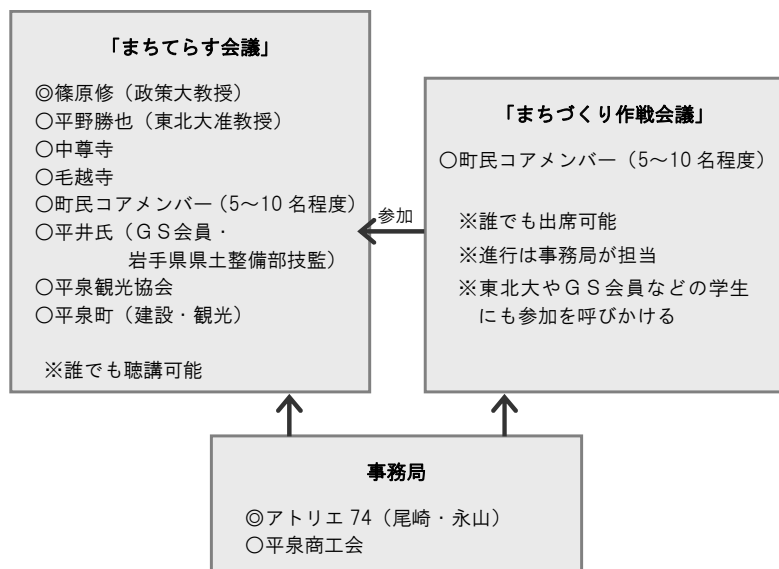 「まちてらす会議」
◎篠原修（政策大教授）
○平野勝也（東北大准教授）
○中尊寺
○毛越寺
○町民コアメンバー（5～10 名程度）
○平井氏（ＧＳ会員・
岩手県県土整備部技監）
○平泉観光協会
○平泉町（建設・観光）
※誰でも聴講可能
参加
「まちづくり作戦会議」
○町民コアメンバー（5～10 名程度）
※誰でも出席可能
※進行は事務局が担当
※東北大やＧＳ会員などの学生
にも参加を呼びかける
事務局
◎アトリエ 74（尾崎・永山）
○平泉商工会